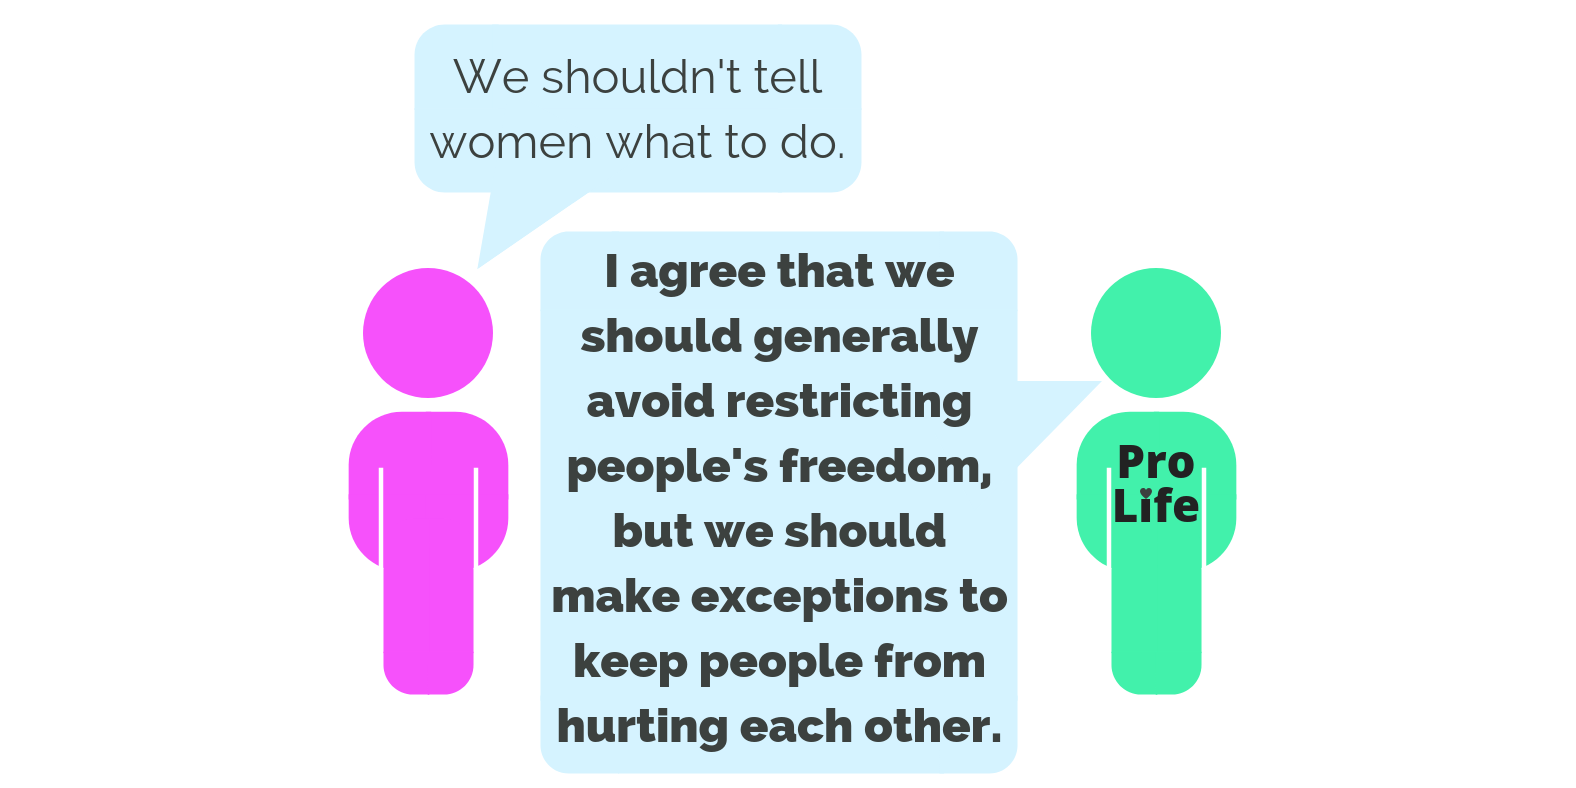 We shouldn't tell
women what to do.
I agree that we
should generally
avoid restricting
people's freedom,
but we should
make exceptions to
keep people from
hurting each other.
Pro
Life